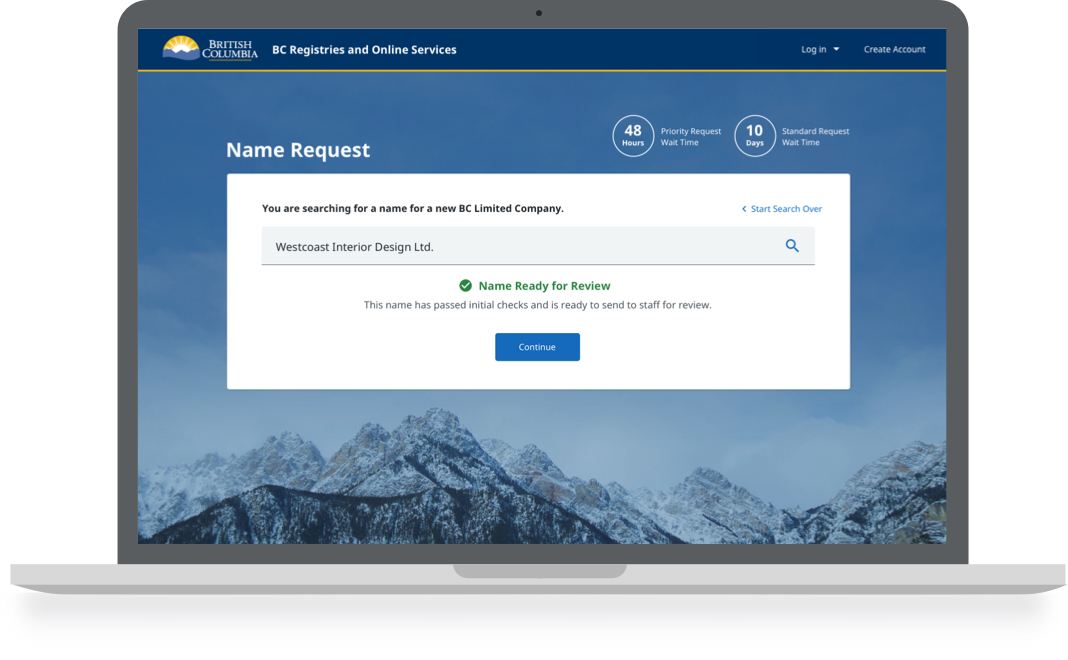 BRITISH
COLUMBIA
BC Registries and Online Services
Log in
Create Account
Name Request
48
Hours
Priority Request
Wait Time
10
Days
Standard Request
Wait Time
You are searching for a name for a new BC Limited Company.
Start Search Over
Westcoast Interior Design Ltd.
Name Ready for Review
This name has passed initial checks and is ready to send to staff for review.
Continue